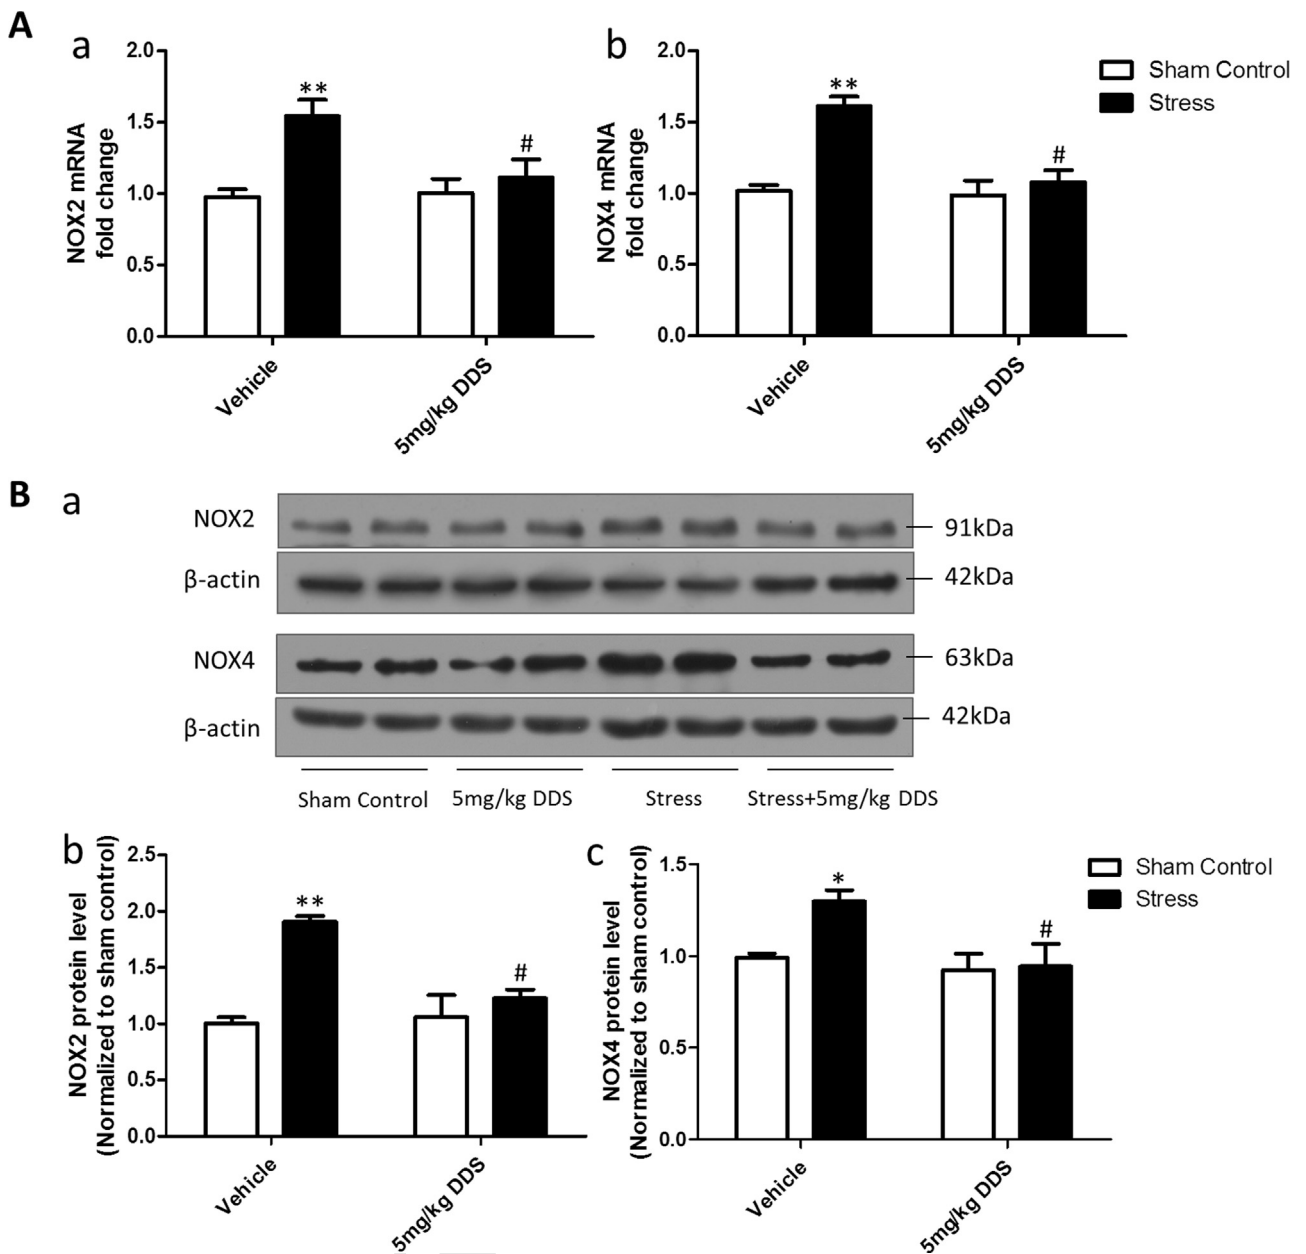 A
a
2.0
1.5
1.0
0.5
0.0
NOX2 mRNA
fold change
**
#
Vehicle
5mg/kg DDS
b
2.0
1.5
1.0
0.5
0.0
NOX4 mRNA
fold change
**
#
Vehicle
5mg/kg DDS
Sham Control
Stress
B
a
NOX2
91kDa
β-actin
42kDa
NOX4
63kDa
β-actin
42kDa
Sham Control
5mg/kg DDS
Stress
Stress+5mg/kg DDS
b
2.5
2.0
1.5
1.0
0.5
0.0
NOX2 protein level
(Normalized to sham control)
**
#
Vehicle
5mg/kg DDS
c
1.5
1.0
0.5
0.0
NOX4 protein level
(Normalized to sham control)
*
#
Vehicle
5mg/kg DDS
Sham Control
Stress